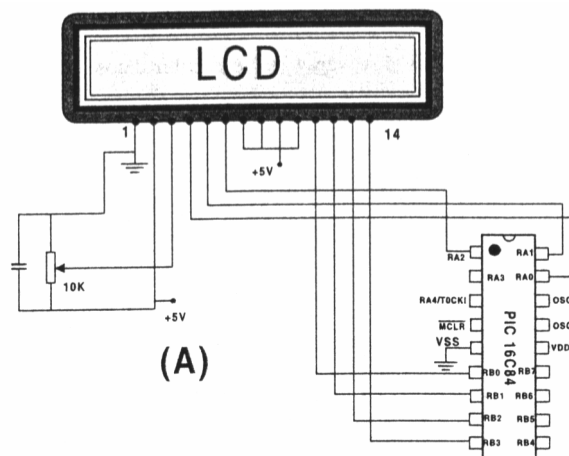 LCD
1
14
+5V
10K
+5V
(A)
RA2
RA1
RA3
RA0
RA4/T0CKI
OSC
MCLR
OSC
VSS
VDD
PIC 16C84
RB0
RB7
RB1
RB6
RB2
RB5
RB3
RB4